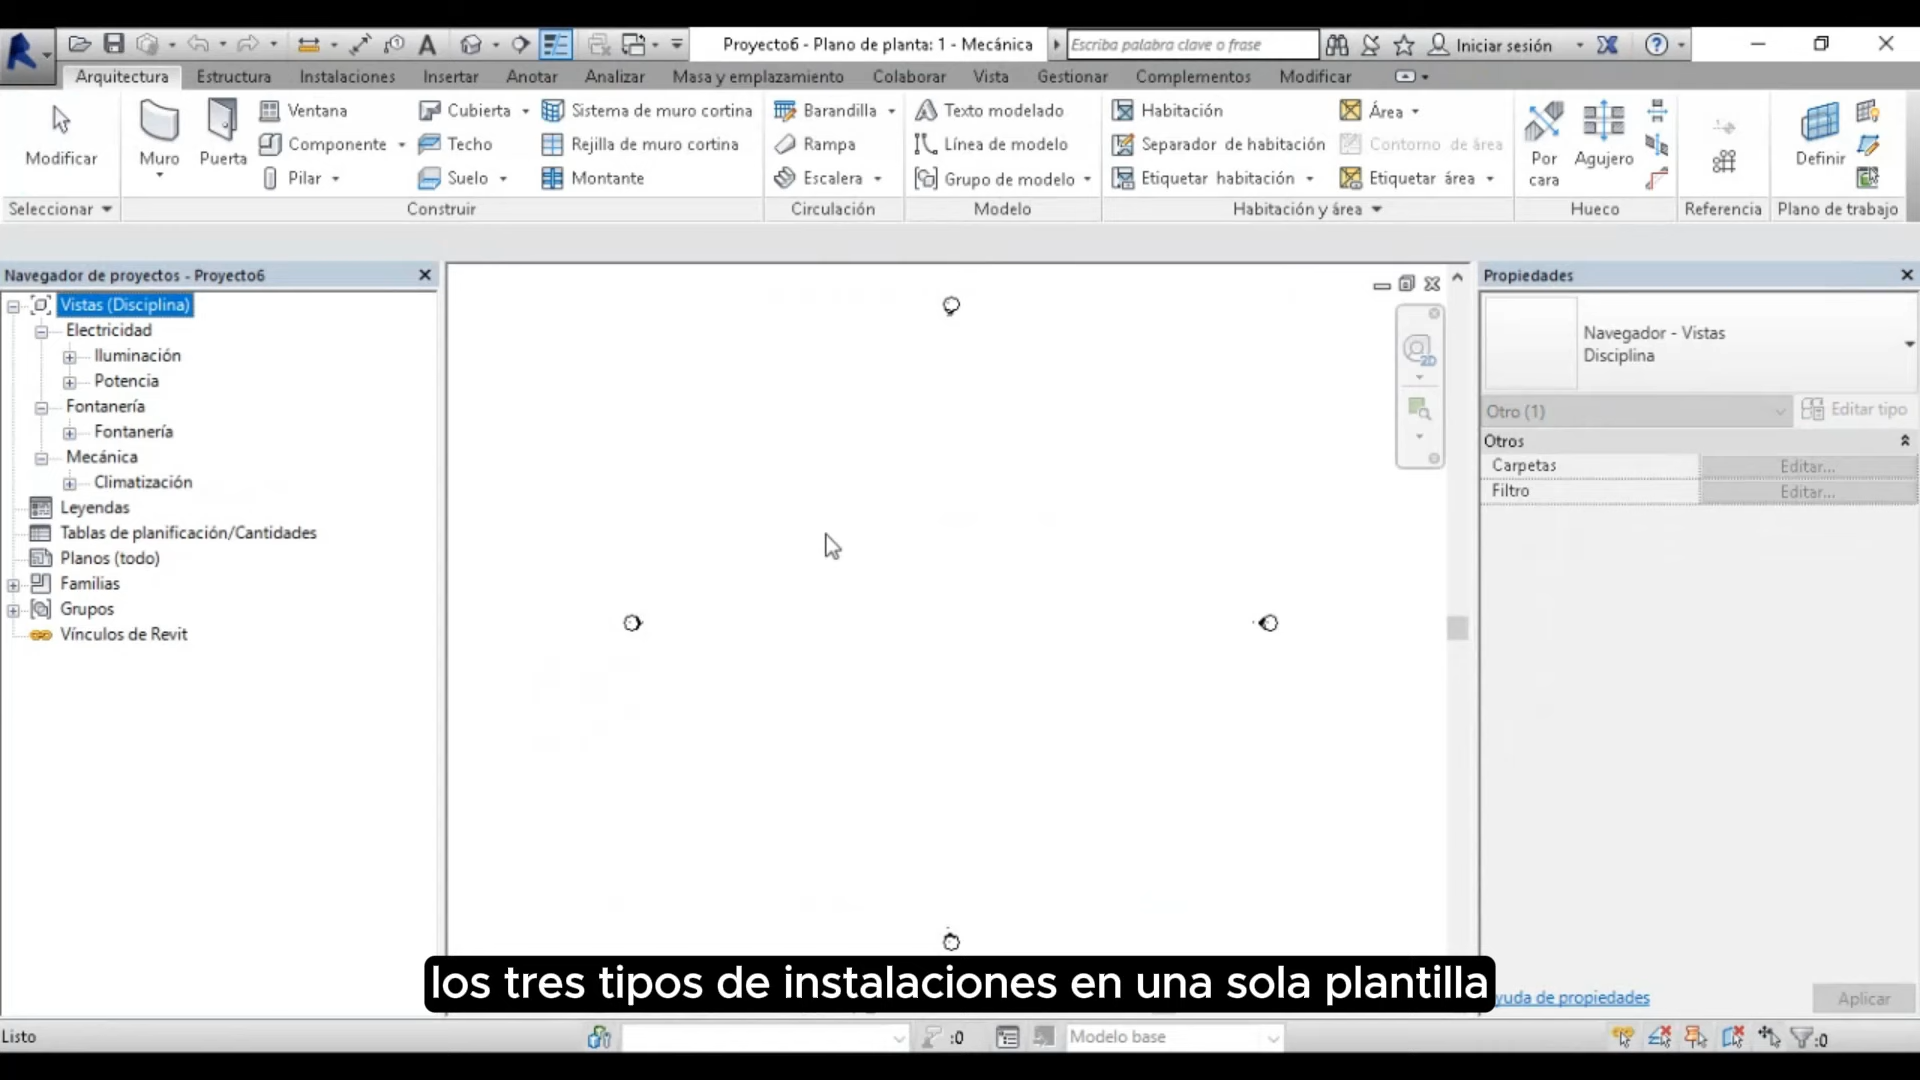 Proyecto6 - Plano de planta: 1 - Mecánica
Escriba palabra clave o frase
Iniciar sesión
Arquitectura Estructura Instalaciones Insertar Anotar Analizar Masa y emplazamiento Colaborar Vista Gestionar Complementos Modificar
Modificar
Seleccionar
Muro
Puerta
Ventana
Componente
Pilar
Cubierta
Techo
Suelo
Sistema de muro cortina
Rejilla de muro cortina
Montante
Construir
Barandilla
Rampa
Escalera
Circulación
Texto modelado
Línea de modelo
Grupo de modelo
Modelo
Habitación
Separador de habitación
Etiquetar habitación
Área
Contorno de área
Etiquetar área
Habitación y área
Por cara
Agujero
Hueco
Referencia
Definir
Plano de trabajo
Navegador de proyectos - Proyecto6
Vistas (Disciplina)
Electricidad
Iluminación
Potencia
Fontanería
Fontanería
Mecánica
Climatización
Leyendas
Tablas de planificación/Cantidades
Planos (todo)
Familias
Grupos
Vínculos de Revit
2D
Propiedades
Navegador - Vistas
Disciplina
Otro (1)
Editar tipo
Otros
Carpetas Editar...
Filtro Editar...
los tres tipos de instalaciones en una sola plantilla
yuda de propiedades
Aplicar
Listo
:0
Modelo base
:0